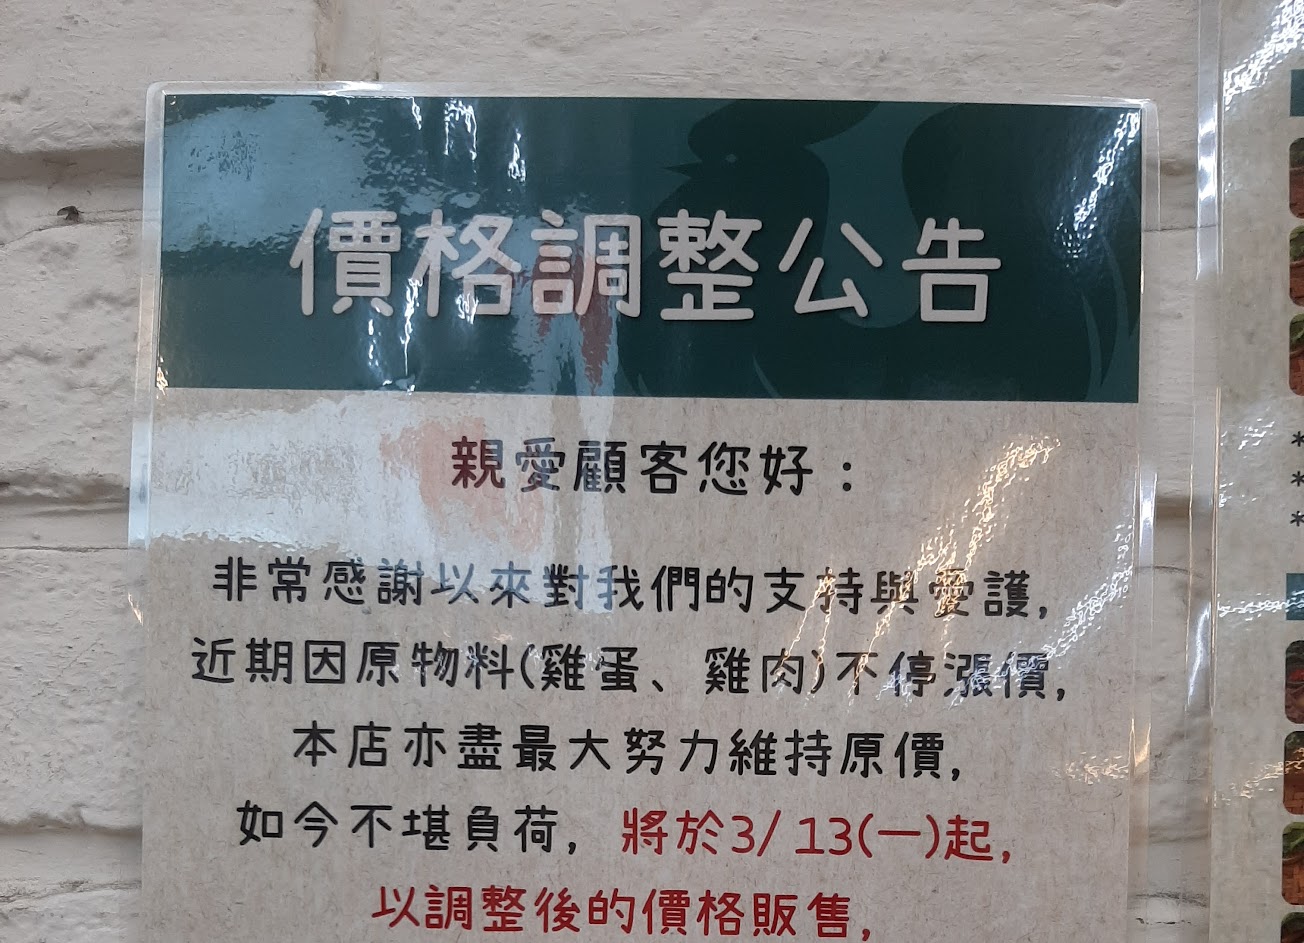 價格調整公告
親愛顧客您好：
非常感謝以來對我們的支持與愛護，
近期因原物料(雞蛋、雞肉)不停漲價，
本店亦盡最大努力維持原價，
如今不堪負荷，將於3/13(一)起，
以調整後的價格販售，
*
*
*